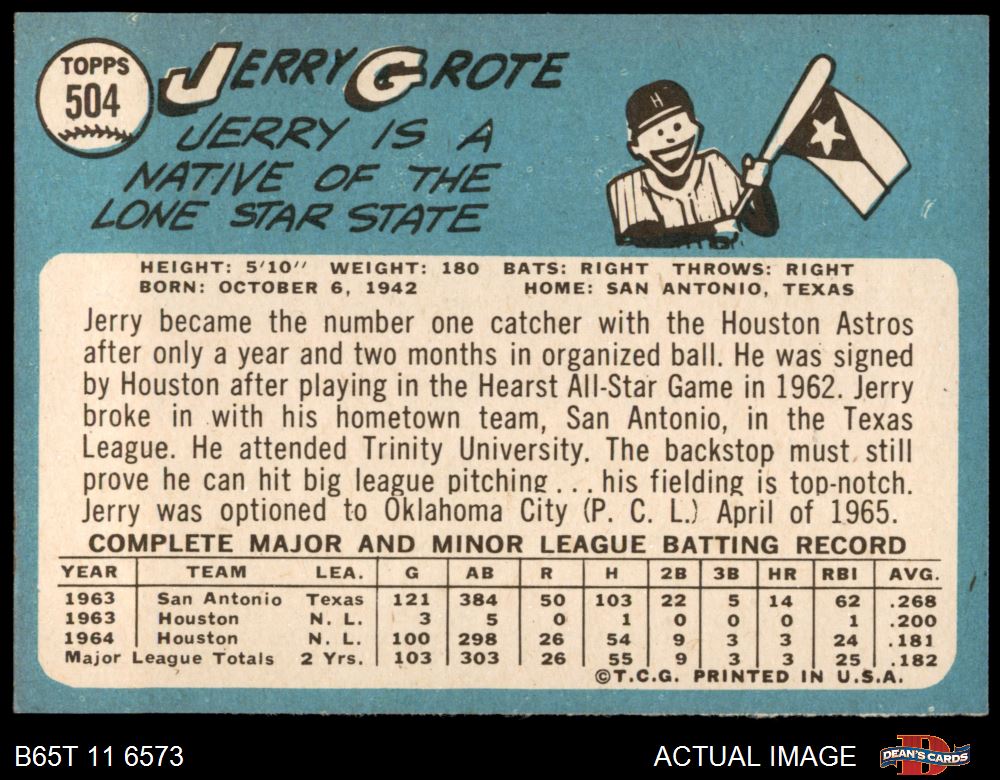 TOPPS
504
JERRY GROTE
JERRY IS A
NATIVE OF THE
LONE STAR STATE
H
HEIGHT: 5'10" WEIGHT: 180 BATS: RIGHT THROWS: RIGHT
BORN: OCTOBER 6, 1942 HOME: SAN ANTONIO, TEXAS
Jerry became the number one catcher with the Houston Astros
after only a year and two months in organized ball. He was signed
by Houston after playing in the Hearst All-Star Game in 1962. Jerry
broke in with his hometown team, San Antonio, in the Texas
League. He attended Trinity University. The backstop must still
prove he can hit big league pitching . . . his fielding is top-notch.
Jerry was optioned to Oklahoma City (P. C. L.) April of 1965.
COMPLETE MAJOR AND MINOR LEAGUE BATTING RECORD
YEAR TEAM LEA. G AB R H 2B 3B HR RBI AVG.
1963 San Antonio Texas 121 384 50 103 22 5 14 62 .268
1963 Houston N. L. 3 5 0 1 0 0 0 1 .200
1964 Houston N. L. 100 298 26 54 9 3 3 24 .181
Major League Totals 2 Yrs. 103 303 26 55 9 3 3 25 .182
©T.C.G. PRINTED IN U.S.A.
B65T 11 6573 ACTUAL IMAGE DEAN'S CARDS